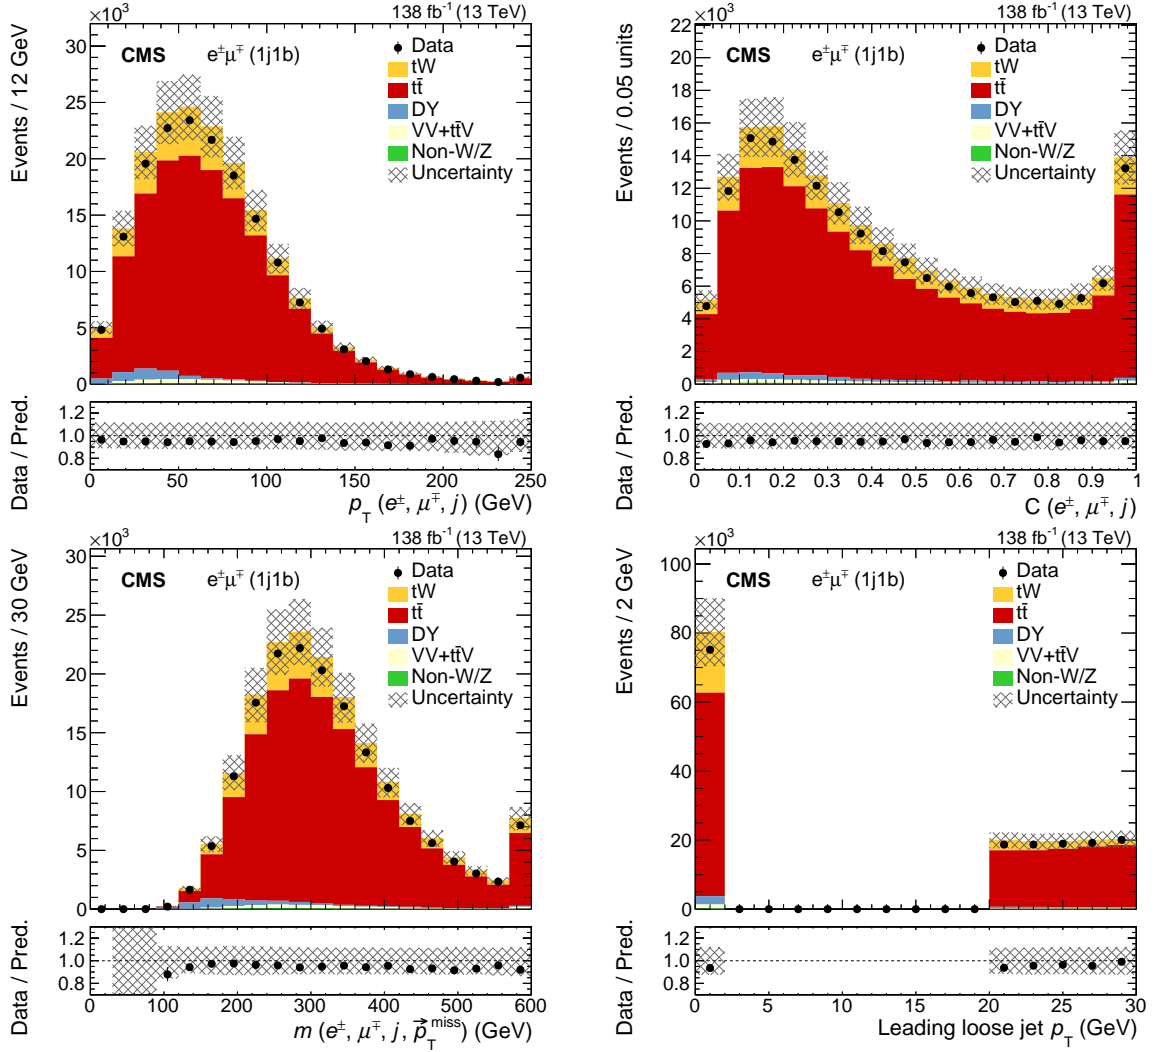 ×10³ 138 fb⁻¹ (13 TeV)
CMS e±μ∓ (1j1b)
Data
tW
tt̄
DY
VV+tt̄V
Non-W/Z
Uncertainty
Events / 12 GeV
30
25
20
15
10
5
0
Data / Pred.
1.2
1.0
0.8
0 50 100 150 200 250
p_T (e±, μ∓, j) (GeV)
×10³ 138 fb⁻¹ (13 TeV)
CMS e±μ∓ (1j1b)
Data
tW
tt̄
DY
VV+tt̄V
Non-W/Z
Uncertainty
Events / 0.05 units
22
20
18
16
14
12
10
8
6
4
2
0
Data / Pred.
1.2
1.0
0.8
0 0.1 0.2 0.3 0.4 0.5 0.6 0.7 0.8 0.9 1
C (e±, μ∓, j)
×10³ 138 fb⁻¹ (13 TeV)
CMS e±μ∓ (1j1b)
Data
tW
tt̄
DY
VV+tt̄V
Non-W/Z
Uncertainty
Events / 30 GeV
30
25
20
15
10
5
0
Data / Pred.
1.2
1.0
0.8
0 100 200 300 400 500 600
m (e±, μ∓, j, p⃗_T^miss) (GeV)
×10³ 138 fb⁻¹ (13 TeV)
CMS e±μ∓ (1j1b)
Data
tW
tt̄
DY
VV+tt̄V
Non-W/Z
Uncertainty
Events / 2 GeV
100
80
60
40
20
0
Data / Pred.
1.2
1.0
0.8
0 5 10 15 20 25 30
Leading loose jet p_T (GeV)